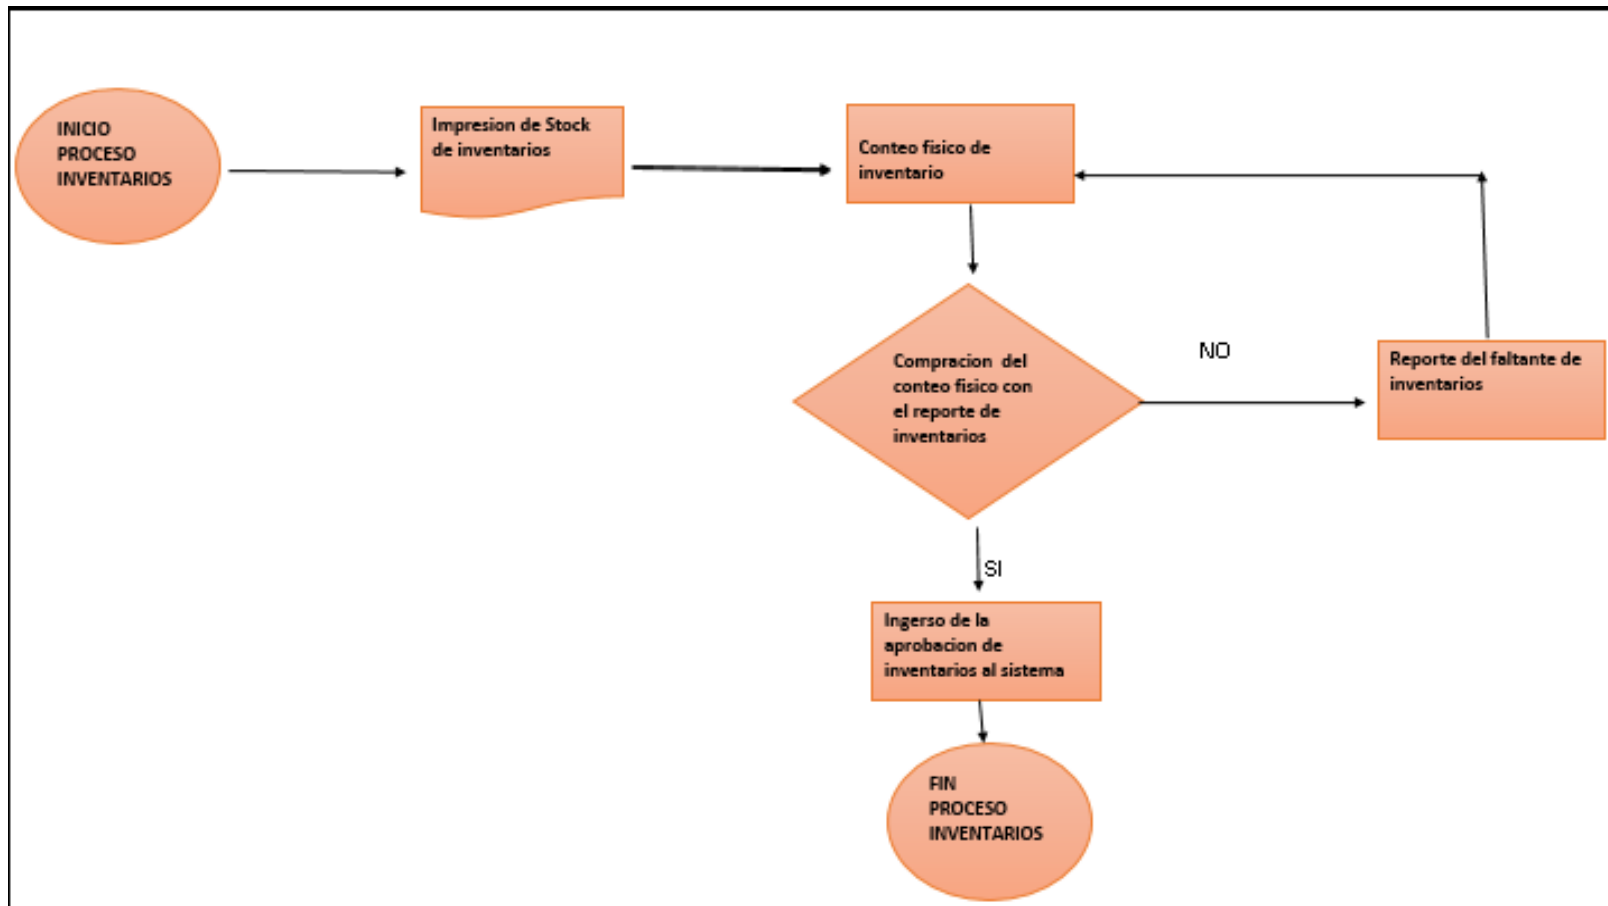 INICIO
PROCESO
INVENTARIOS
Impresion de Stock
de inventarios
Conteo fisico de
inventario
Compracion  del
conteo fisico con
el reporte de
inventarios
NO
Reporte del faltante de
inventarios
SI
Ingerso de la
aprobacion de
inventarios al sistema
FIN
PROCESO
INVENTARIOS